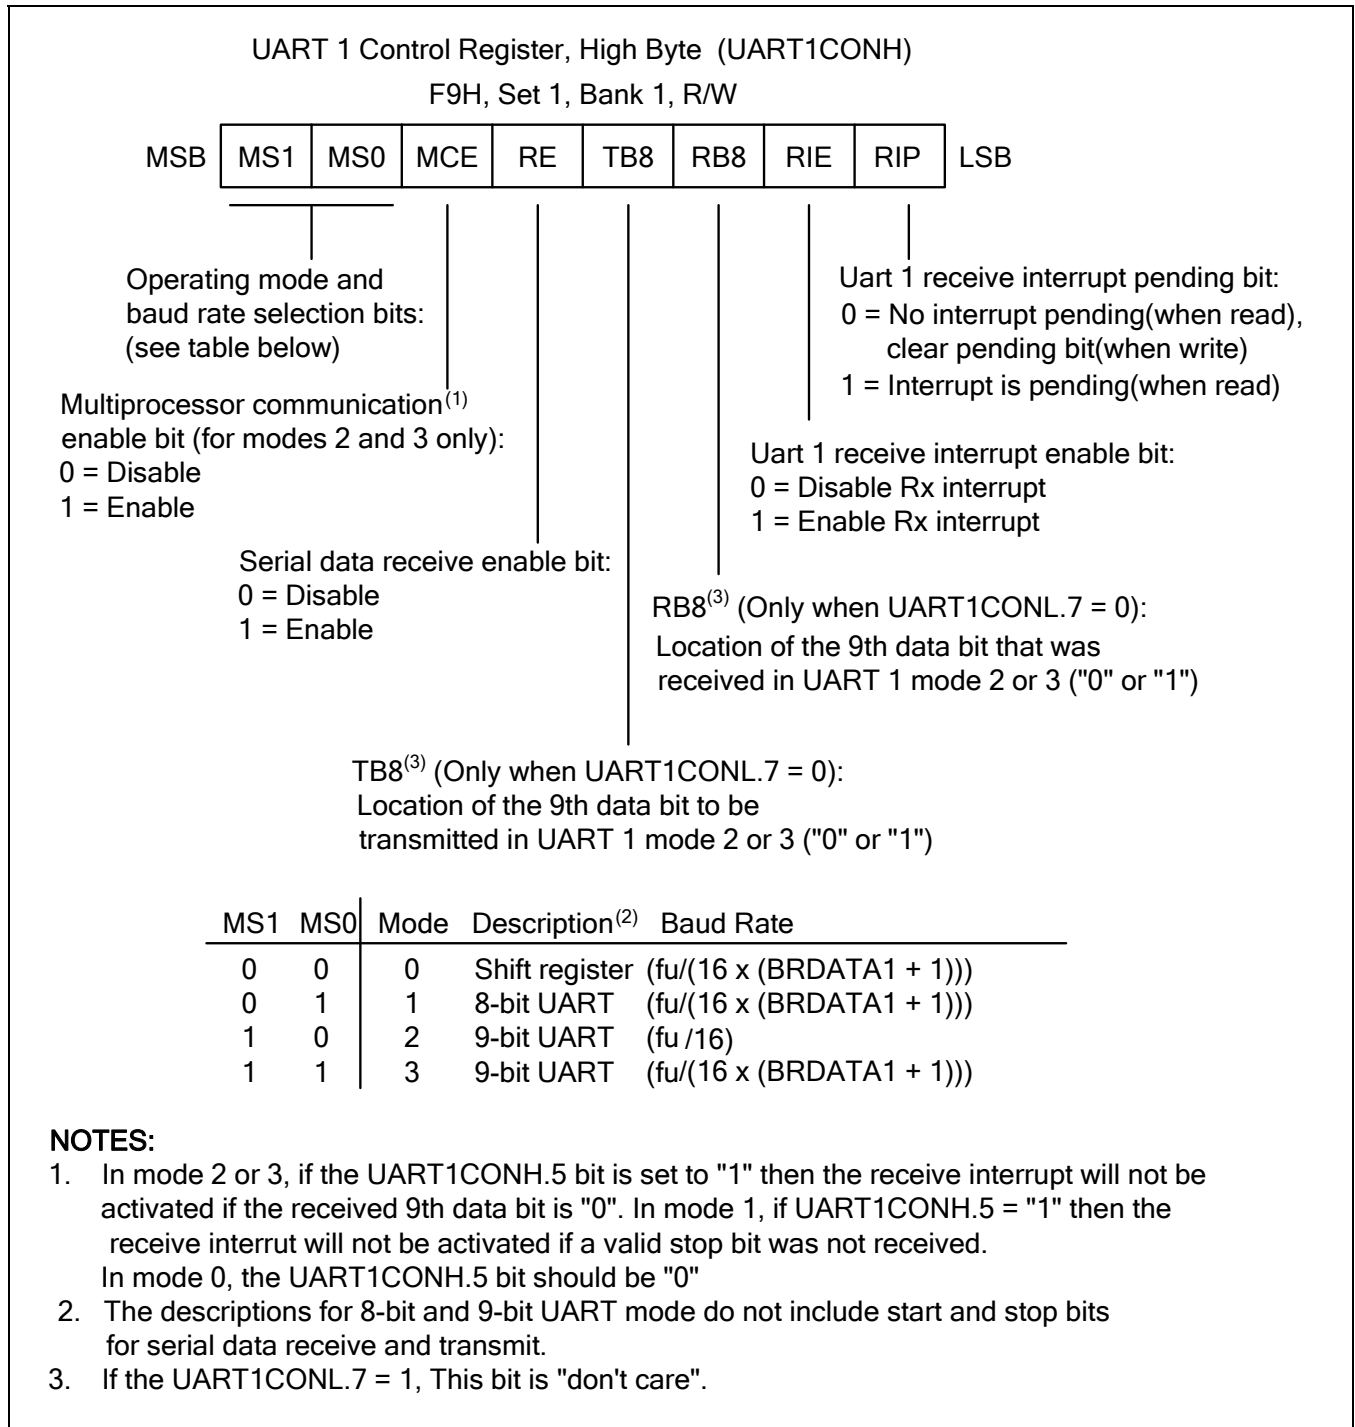 UART 1 Control Register, High Byte (UART1CONH)
F9H, Set 1, Bank 1, R/W
MSB MS1 MS0 MCE RE TB8 RB8 RIE RIP LSB
Operating mode and
baud rate selection bits:
(see table below)
Uart 1 receive interrupt pending bit:
0 = No interrupt pending(when read),
clear pending bit(when write)
1 = Interrupt is pending(when read)
Multiprocessor communication(1)
enable bit (for modes 2 and 3 only):
0 = Disable
1 = Enable
Uart 1 receive interrupt enable bit:
0 = Disable Rx interrupt
1 = Enable Rx interrupt
Serial data receive enable bit:
0 = Disable
1 = Enable
RB8(3) (Only when UART1CONL.7 = 0):
Location of the 9th data bit that was
received in UART 1 mode 2 or 3 ("0" or "1")
TB8(3) (Only when UART1CONL.7 = 0):
Location of the 9th data bit to be
transmitted in UART 1 mode 2 or 3 ("0" or "1")
MS1 MS0 Mode Description(2) Baud Rate
0 0 0 Shift register (fu/(16 x (BRDATA1 + 1)))
0 1 1 8-bit UART (fu/(16 x (BRDATA1 + 1)))
1 0 2 9-bit UART (fu /16)
1 1 3 9-bit UART (fu/(16 x (BRDATA1 + 1)))
NOTES:
1. In mode 2 or 3, if the UART1CONH.5 bit is set to "1" then the receive interrupt will not be
activated if the received 9th data bit is "0". In mode 1, if UART1CONH.5 = "1" then the
receive interrut will not be activated if a valid stop bit was not received.
In mode 0, the UART1CONH.5 bit should be "0"
2. The descriptions for 8-bit and 9-bit UART mode do not include start and stop bits
for serial data receive and transmit.
3. If the UART1CONL.7 = 1, This bit is "don't care".